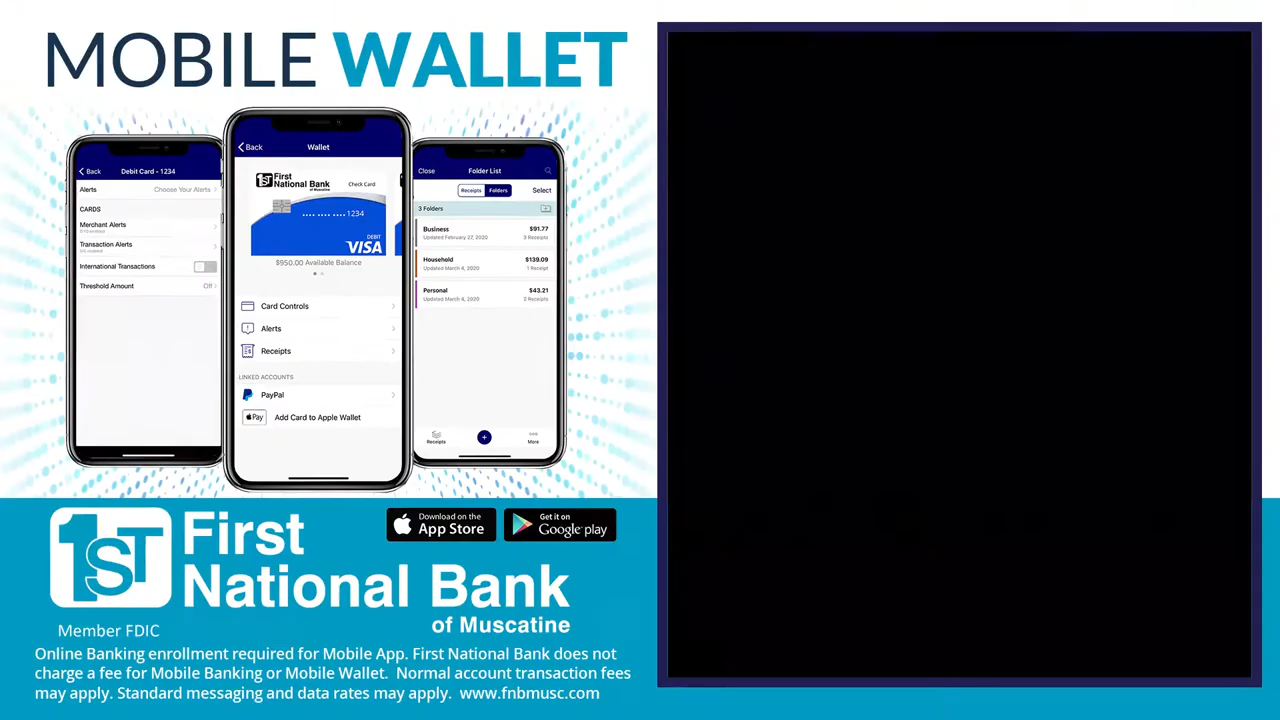 MOBILE WALLET
Back
Debit Card - 1234
Alerts
Choose Your Alerts
CARDS
Merchant Alerts
Transaction Alerts
International Transactions
Threshold Amount
Off
Back
Wallet
1ST First
National Bank
of Muscatine
Check Card
.... .... .... 1234
DEBIT
VISA
$950.00 Available Balance
Card Controls
Alerts
Receipts
LINKED ACCOUNTS
PayPal
Pay
Add Card to Apple Wallet
Close
Folder List
Receipts Folders
Select
3 Folders
Business
$91.77
Updated February 27, 2020
3 Receipts
Household
$139.09
Updated March 4, 2020
1 Receipt
Personal
$43.21
Updated March 4, 2020
2 Receipts
Receipts
More
Download on the
App Store
Get it on
Google play
1ST
First
National Bank
of Muscatine
Member FDIC
Online Banking enrollment required for Mobile App. First National Bank does not
charge a fee for Mobile Banking or Mobile Wallet. Normal account transaction fees
may apply. Standard messaging and data rates may apply. www.fnbmusc.com